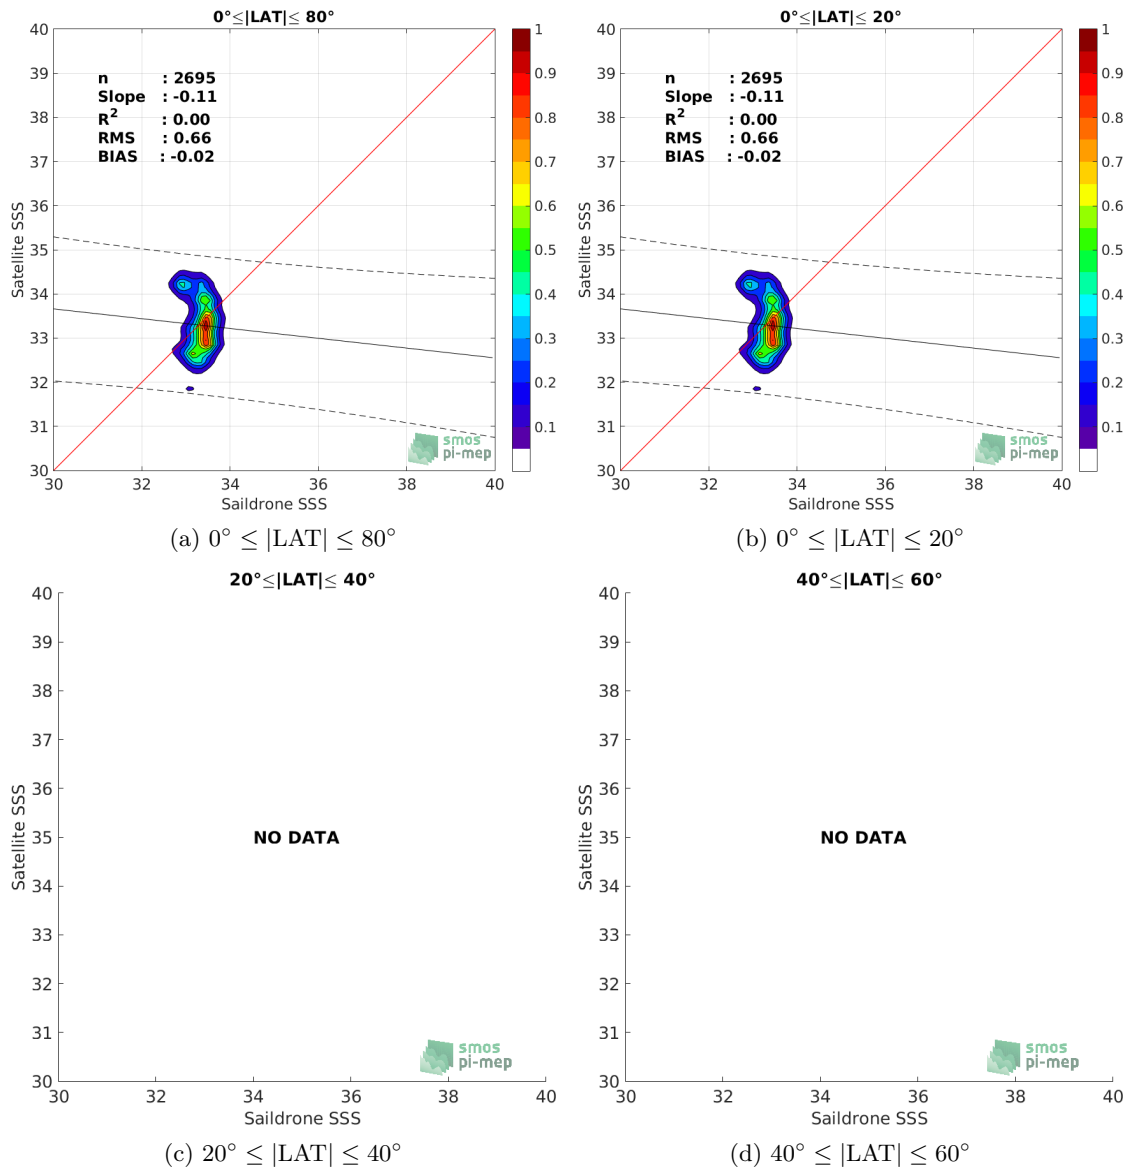 0°≤|LAT|≤ 80°
40
39
38
37
36
35
34
33
32
31
30
Satellite SSS
n : 2695
Slope : -0.11
R2 : 0.00
RMS : 0.66
BIAS : -0.02
smos
pi-mep
30 32 34 36 38 40
Saildrone SSS
1
0.9
0.8
0.7
0.6
0.5
0.4
0.3
0.2
0.1
(a) 0° ≤ |LAT| ≤ 80°
0°≤|LAT|≤ 20°
40
39
38
37
36
35
34
33
32
31
30
Satellite SSS
n : 2695
Slope : -0.11
R2 : 0.00
RMS : 0.66
BIAS : -0.02
smos
pi-mep
30 32 34 36 38 40
Saildrone SSS
1
0.9
0.8
0.7
0.6
0.5
0.4
0.3
0.2
0.1
(b) 0° ≤ |LAT| ≤ 20°
20°≤|LAT|≤ 40°
40
39
38
37
36
35
34
33
32
31
30
Satellite SSS
NO DATA
smos
pi-mep
30 32 34 36 38 40
Saildrone SSS
(c) 20° ≤ |LAT| ≤ 40°
40°≤|LAT|≤ 60°
40
39
38
37
36
35
34
33
32
31
30
Satellite SSS
NO DATA
smos
pi-mep
30 32 34 36 38 40
Saildrone SSS
(d) 40° ≤ |LAT| ≤ 60°